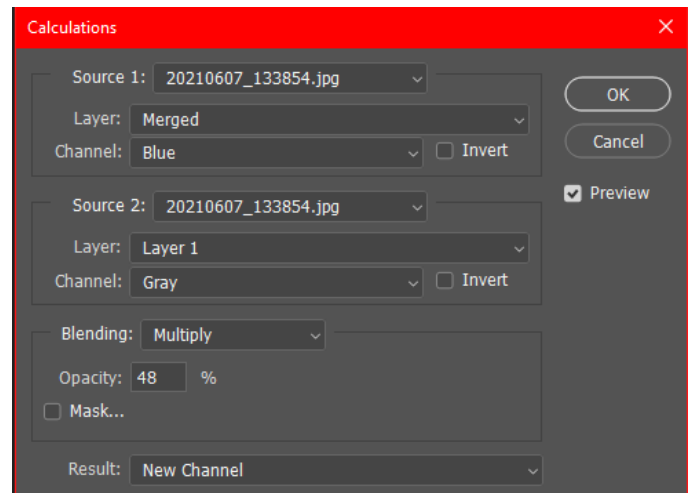 Calculations
Source 1: 20210607_133854.jpg
OK
Layer: Merged
Channel: Blue Invert
Cancel
Preview
Source 2: 20210607_133854.jpg
Layer: Layer 1
Channel: Gray Invert
Blending: Multiply
Opacity: 48 %
Mask...
Result: New Channel